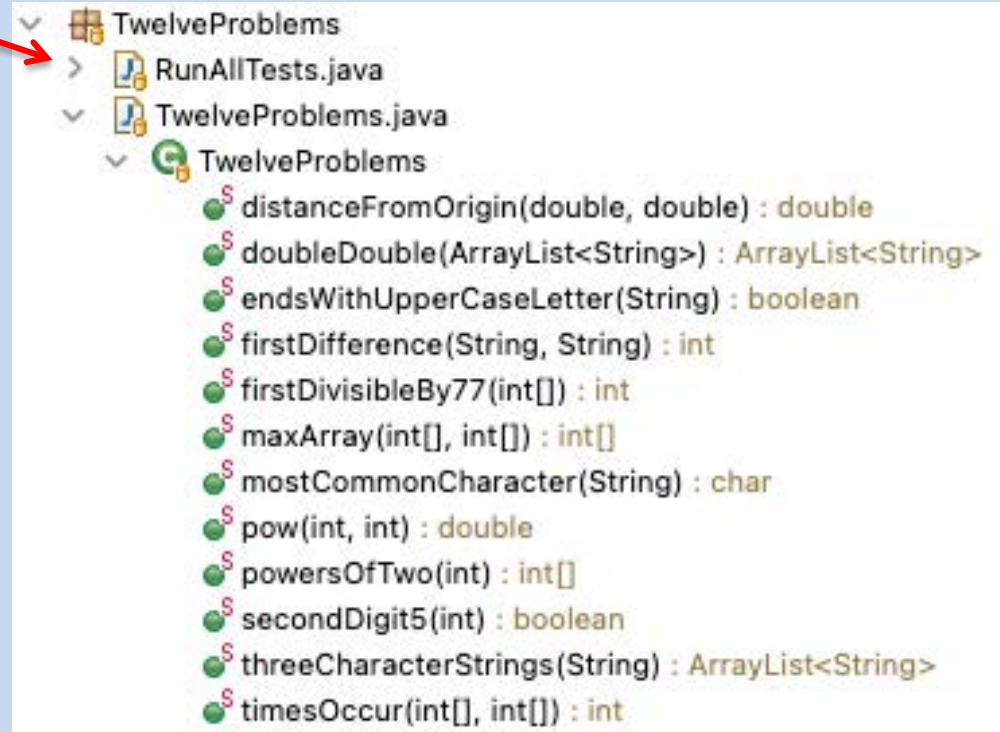 TwelveProblems
RunAllTests.java
TwelveProblems.java
TwelveProblems
distanceFromOrigin(double, double) : double
doubleDouble(ArrayList<String>) : ArrayList<String>
endsWithUpperCaseLetter(String) : boolean
firstDifference(String, String) : int
firstDivisibleBy77(int[]) : int
maxArray(int[], int[]) : int[]
mostCommonCharacter(String) : char
pow(int, int) : double
powersOfTwo(int) : int[]
secondDigit5(int) : boolean
threeCharacterStrings(String) : ArrayList<String>
timesOccur(int[], int[]) : int